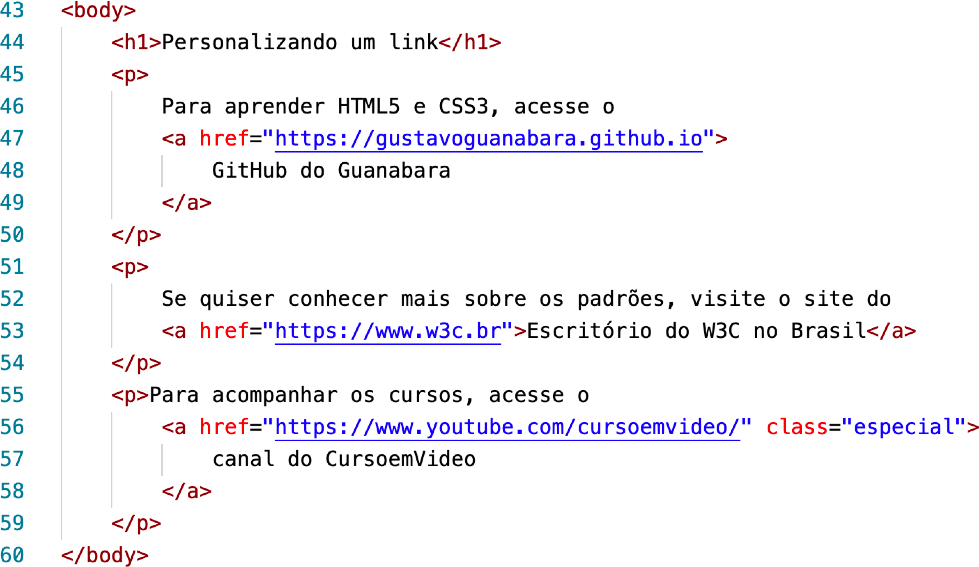 43 <body>
44 <h1>Personalizando um link</h1>
45 <p>
46 Para aprender HTML5 e CSS3, acesse o
47 <a href="https://gustavoguanabara.github.io">
48 GitHub do Guanabara
49 </a>
50 </p>
51 <p>
52 Se quiser conhecer mais sobre os padrões, visite o site do
53 <a href="https://www.w3c.br">Escritório do W3C no Brasil</a>
54 </p>
55 <p>Para acompanhar os cursos, acesse o
56 <a href="https://www.youtube.com/cursoemvideo/" class="especial">
57 canal do CursoemVideo
58 </a>
59 </p>
60 </body>